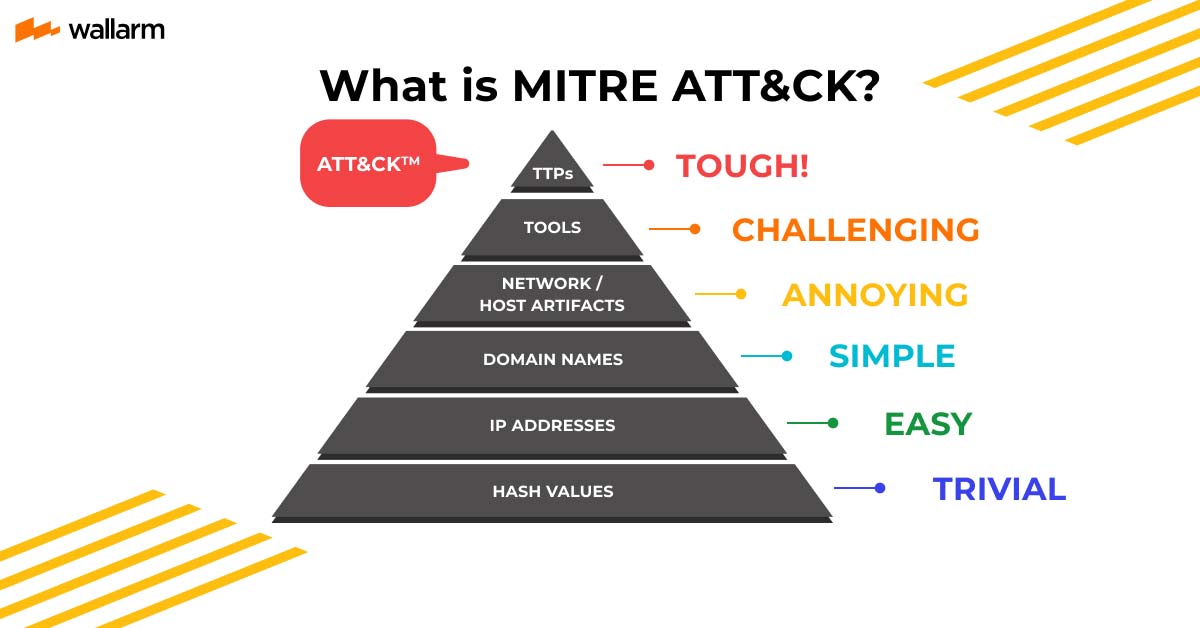 wallarm
What is MITRE ATT&CK?
ATT&CK™
TTPs
TOUGH!
TOOLS
CHALLENGING
NETWORK /
HOST ARTIFACTS
ANNOYING
DOMAIN NAMES
SIMPLE
IP ADDRESSES
EASY
HASH VALUES
TRIVIAL